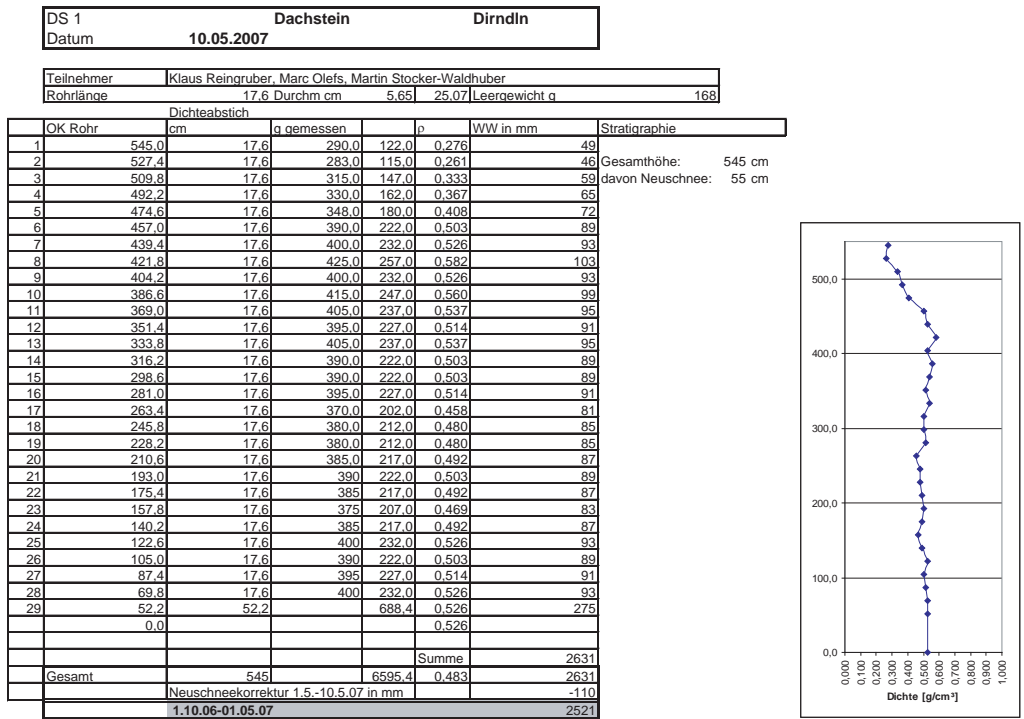 DS 1 Dachstein Dirndln
Datum 10.05.2007
Teilnehmer Klaus Reingruber, Marc Olefs, Martin Stocker-Waldhuber
Rohrlänge 17,6 Durchm cm 5,65 25,07 Leergewicht g 168
Dichteabstich
OK Rohr cm g gemessen ρ WW in mm Stratigraphie
1 545,0 17,6 290,0 122,0 0,276 49
2 527,4 17,6 283,0 115,0 0,261 46 Gesamthöhe: 545 cm
3 509,8 17,6 315,0 147,0 0,333 59 davon Neuschnee: 55 cm
4 492,2 17,6 330,0 162,0 0,367 65
5 474,6 17,6 348,0 180,0 0,408 72
6 457,0 17,6 390,0 222,0 0,503 89
7 439,4 17,6 400,0 232,0 0,526 93
8 421,8 17,6 425,0 257,0 0,582 103
9 404,2 17,6 400,0 232,0 0,526 93
10 386,6 17,6 415,0 247,0 0,560 99
11 369,0 17,6 405,0 237,0 0,537 95
12 351,4 17,6 395,0 227,0 0,514 91
13 333,8 17,6 405,0 237,0 0,537 95
14 316,2 17,6 390,0 222,0 0,503 89
15 298,6 17,6 390,0 222,0 0,503 89
16 281,0 17,6 395,0 227,0 0,514 91
17 263,4 17,6 370,0 202,0 0,458 81
18 245,8 17,6 380,0 212,0 0,480 85
19 228,2 17,6 380,0 212,0 0,480 85
20 210,6 17,6 385,0 217,0 0,492 87
21 193,0 17,6 390 222,0 0,503 89
22 175,4 17,6 385 217,0 0,492 87
23 157,8 17,6 375 207,0 0,469 83
24 140,2 17,6 385 217,0 0,492 87
25 122,6 17,6 400 232,0 0,526 93
26 105,0 17,6 390 222,0 0,503 89
27 87,4 17,6 395 227,0 0,514 91
28 69,8 17,6 400 232,0 0,526 93
29 52,2 52,2 688,4 0,526 275
0,0 0,526
Summe 2631
Gesamt 545 6595,4 0,483 2631
Neuschneekorrektur 1.5.-10.5.07 in mm -110
1.10.06-01.05.07 2521
500,0
400,0
300,0
200,0
100,0
0,0
0,000 0,100 0,200 0,300 0,400 0,500 0,600 0,700 0,800 0,900 1,000
Dichte [g/cm³]